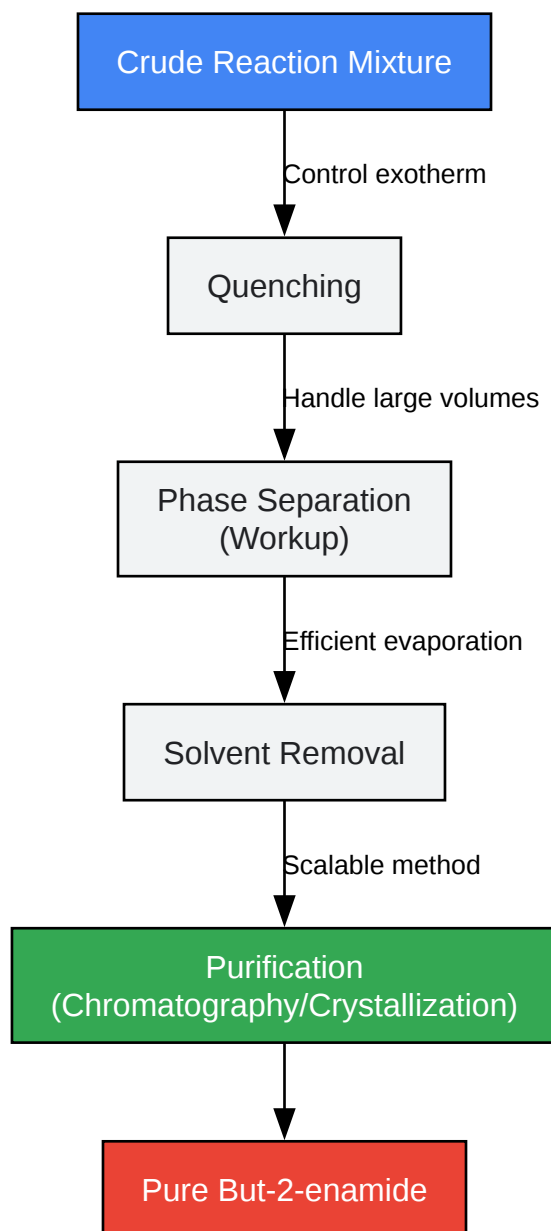 Crude Reaction Mixture
Control exotherm
Quenching
Handle large volumes
Phase Separation
(Workup)
Efficient evaporation
Solvent Removal
Scalable method
Purification
(Chromatography/Crystallization)
Pure But-2-enamide